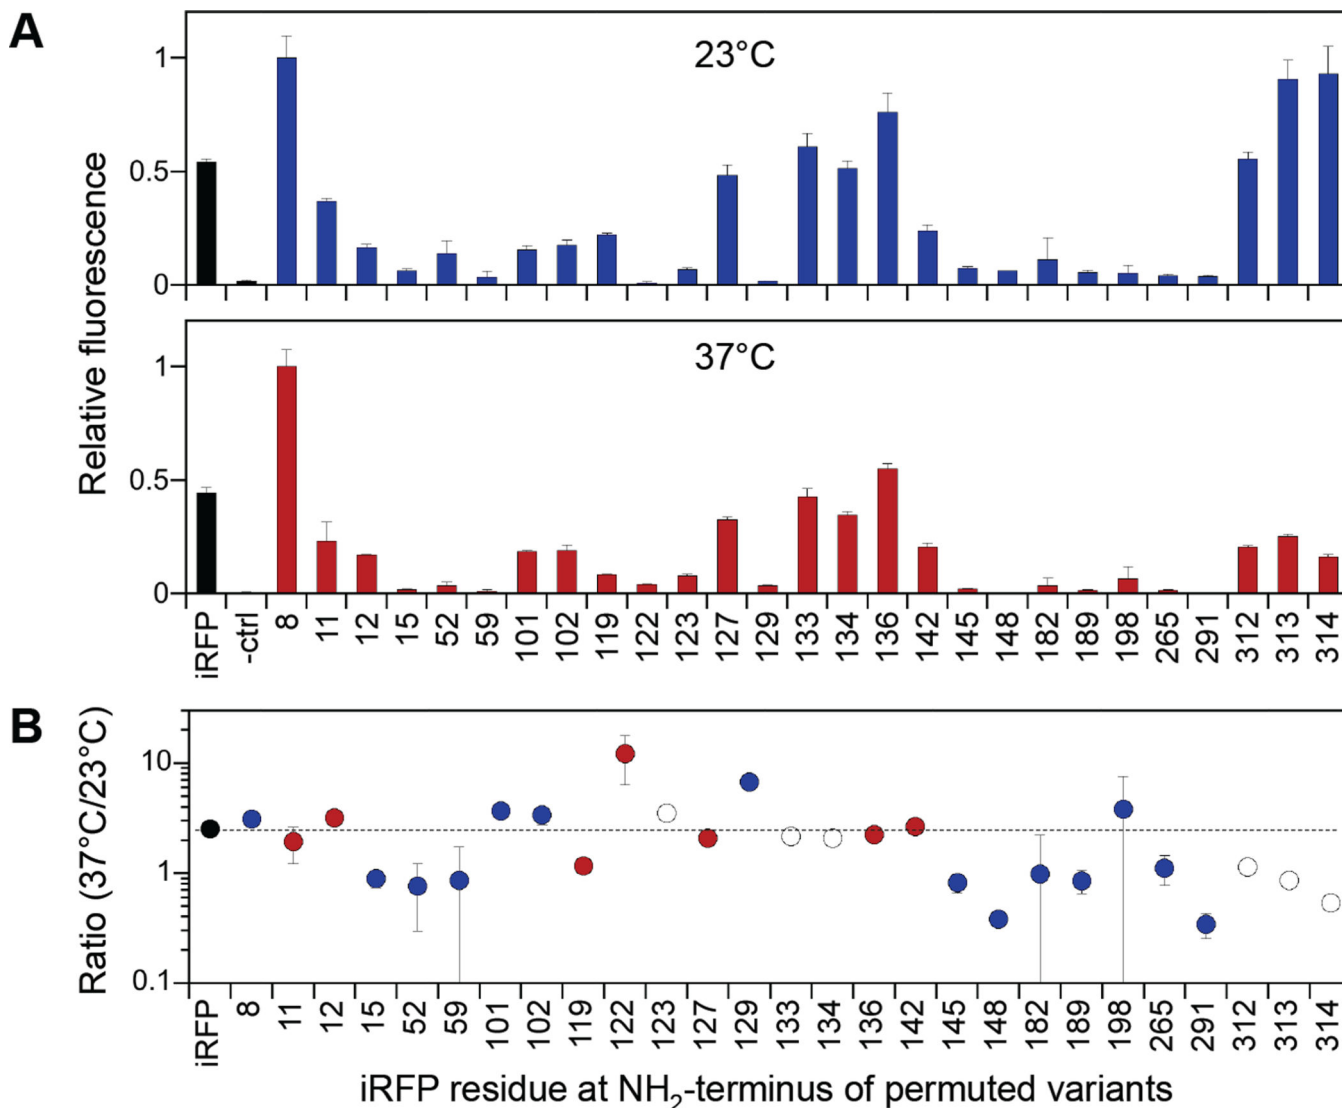 A
Relative fluorescence
23°C
1
0.5
0
37°C
1
0.5
0
iRFP -ctrl 8 11 12 15 52 59 101 102 119 122 123 127 129 133 134 136 142 145 148 182 189 198 265 291 312 313 314
B
Ratio (37°C/23°C)
10
1
0.1
iRFP 8 11 12 15 52 59 101 102 119 122 123 127 129 133 134 136 142 145 148 182 189 198 265 291 312 313 314
iRFP residue at NH₂-terminus of permuted variants